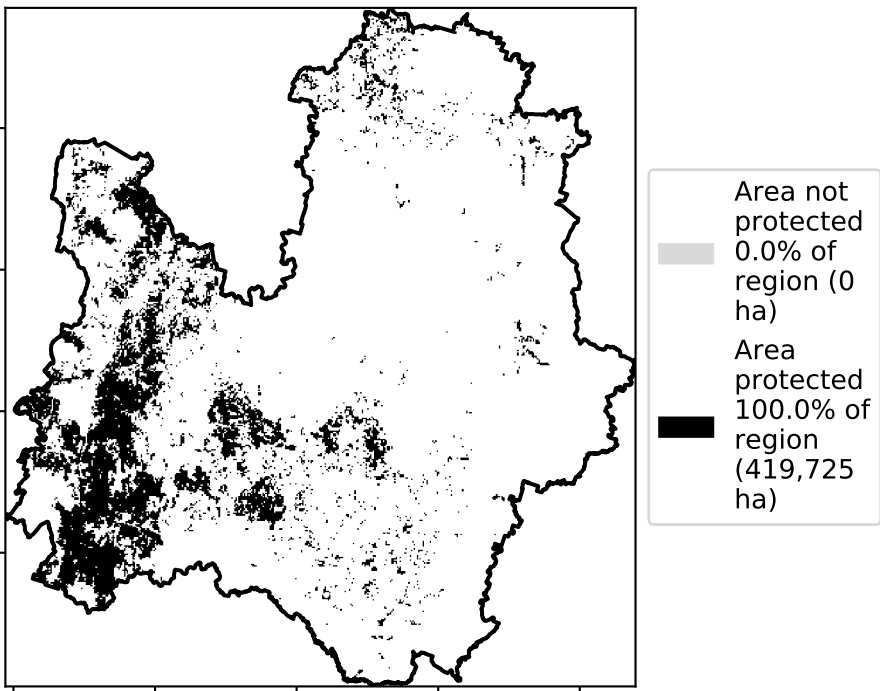 Area not
protected
0.0% of
region (0
ha)
Area
protected
100.0% of
region
(419,725
ha)